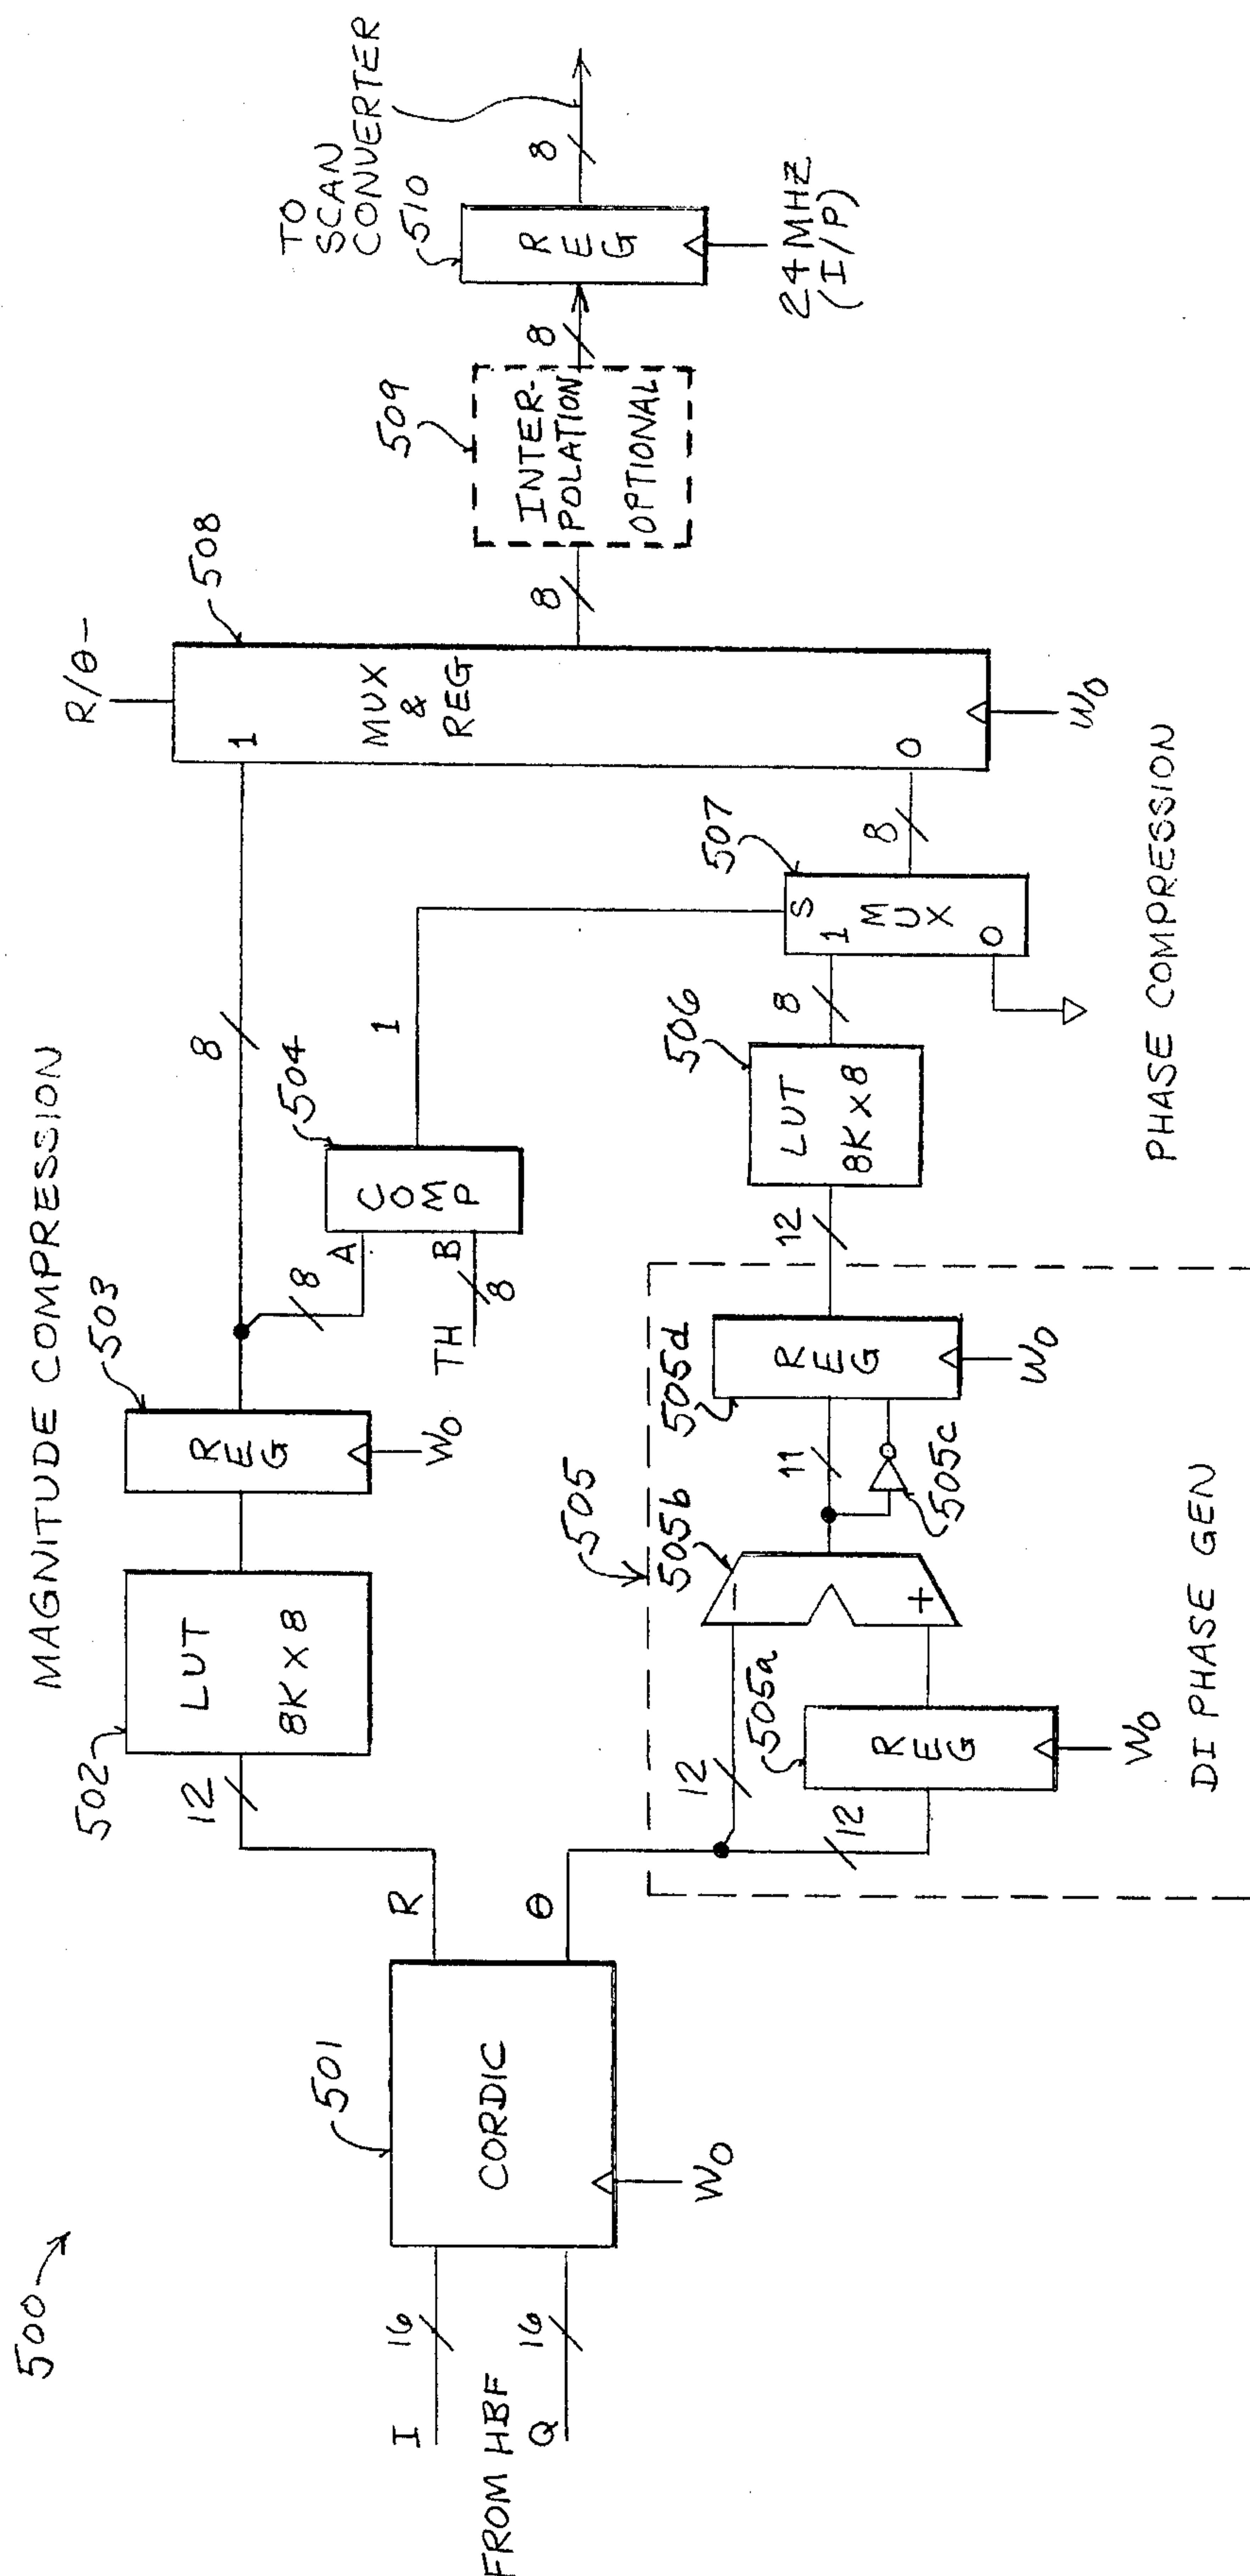 500
I
16
FROM HBF
Q
16
501
CORDIC
W0
R
θ
MAGNITUDE COMPRESSION
12
502
LUT
8K X 8
503
REG
W0
8
8
A
B
TH
8
504
COMP
1
505
12
12
505a
REG
W0
505b
−
+
11
505c
505d
REG
W0
DI PHASE GEN
12
506
LUT
8K X 8
8
507
S
1
MUX
0
8
PHASE COMPRESSION
R/θ−
508
1
MUX
&
REG
0
W0
8
509
INTER-
POLATION
OPTIONAL
8
510
REG
24 MHZ
(I/P)
8
TO
SCAN
CONVERTER